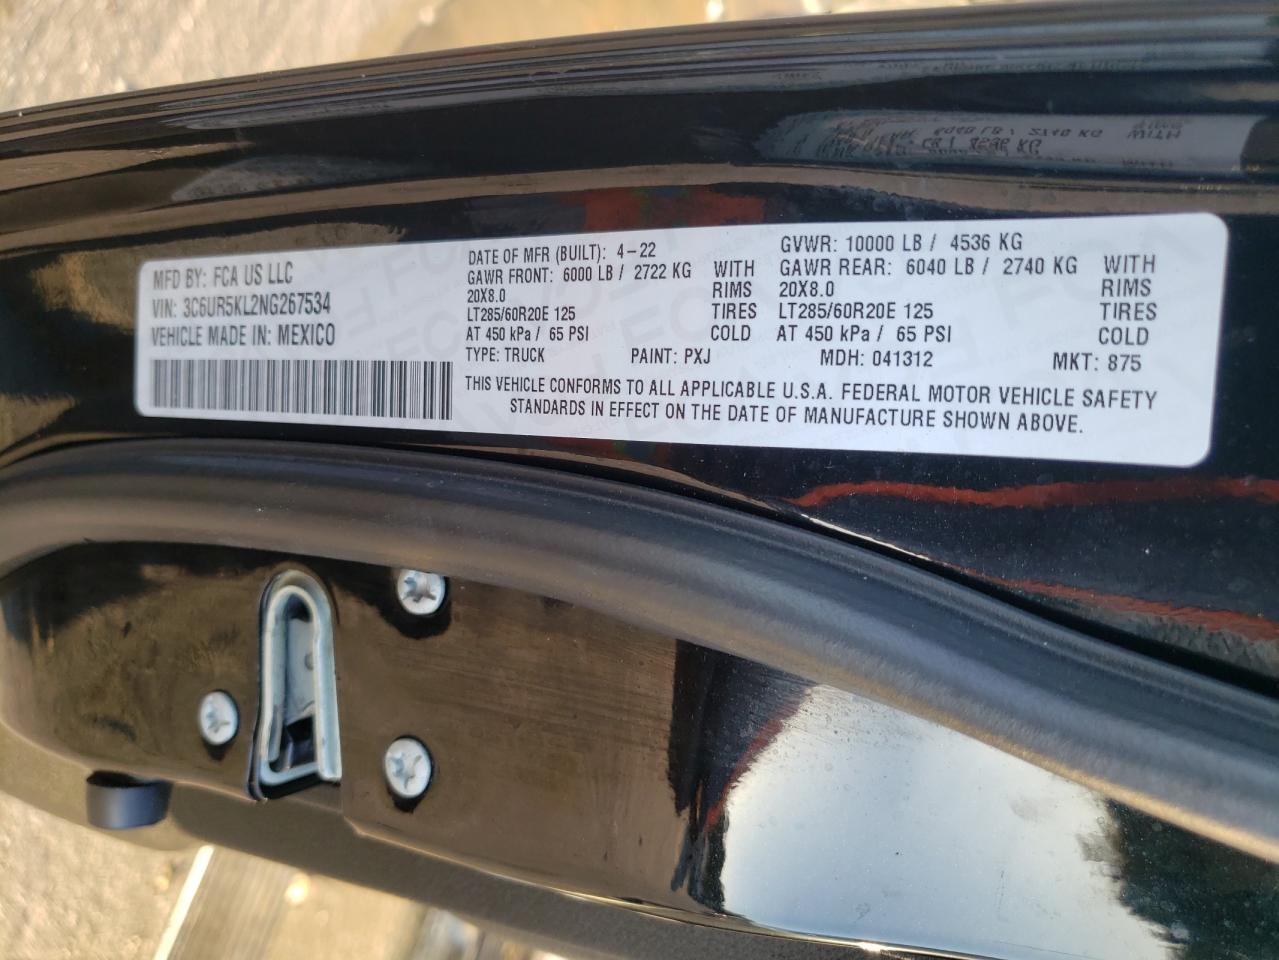 MFD BY: FCA US LLC
VIN: 3C6UR5KL2NG267534
VEHICLE MADE IN: MEXICO
DATE OF MFR (BUILT): 4-22
GAWR FRONT: 6000 LB / 2722 KG WITH
20X8.0 RIMS
LT285/60R20E 125 TIRES
AT 450 kPa / 65 PSI COLD
GVWR: 10000 LB / 4536 KG
GAWR REAR: 6040 LB / 2740 KG WITH
20X8.0 RIMS
LT285/60R20E 125 TIRES
AT 450 kPa / 65 PSI COLD
TYPE: TRUCK PAINT: PXJ MDH: 041312 MKT: 875
THIS VEHICLE CONFORMS TO ALL APPLICABLE U.S.A. FEDERAL MOTOR VEHICLE SAFETY
STANDARDS IN EFFECT ON THE DATE OF MANUFACTURE SHOWN ABOVE.